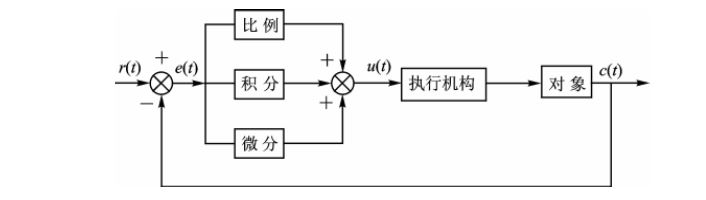 比例
r(t)
+
e(t)
积分
+
+
u(t)
执行机构
对象
c(t)
−
微分